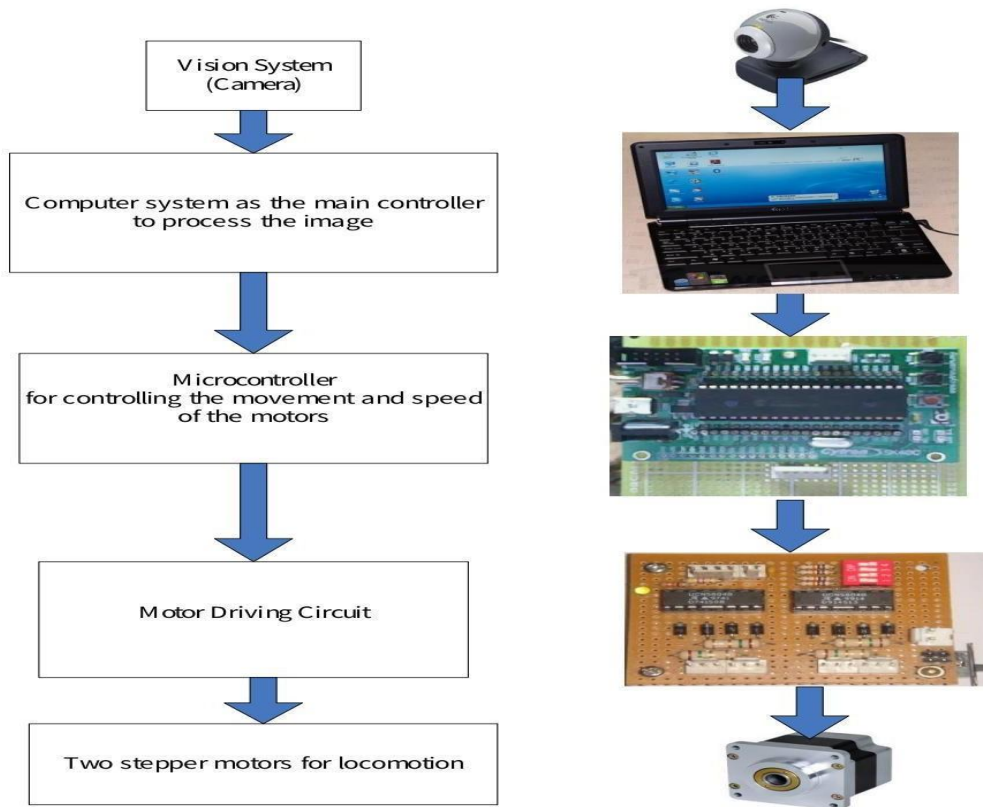 Vision System
(Camera)
Computer system as the main controller
to process the image
Microcontroller
for controlling the movement and speed
of the motors
Motor Driving Circuit
Two stepper motors for locomotion